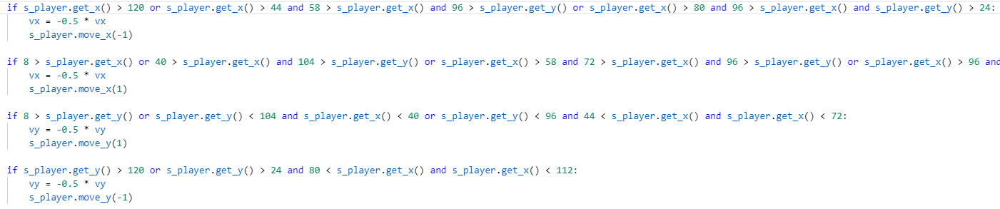 if s_player.get_x() > 120 or s_player.get_x() > 44 and 58 > s_player.get_x() and 96 > s_player.get_y() or s_player.get_x() > 80 and 96 > s_player.get_x() and s_player.get_y() > 24:
    vx = -0.5 * vx
    s_player.move_x(-1)
if 8 > s_player.get_x() or 40 > s_player.get_x() and 104 > s_player.get_y() or s_player.get_x() > 58 and 72 > s_player.get_x() and 96 > s_player.get_y() or s_player.get_x() > 96 and
    vx = -0.5 * vx
    s_player.move_x(1)
if 8 > s_player.get_y() or s_player.get_y() < 104 and s_player.get_x() < 40 or s_player.get_y() < 96 and 44 < s_player.get_x() and s_player.get_x() < 72:
    vy = -0.5 * vy
    s_player.move_y(1)
if s_player.get_y() > 120 or s_player.get_y() > 24 and 80 < s_player.get_x() and s_player.get_x() < 112:
    vy = -0.5 * vy
    s_player.move_y(-1)